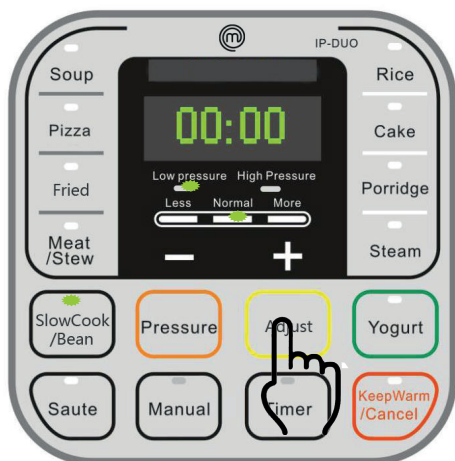 IP-DUO
Soup
Rice
Pizza
00:00
Cake
Low pressure High Pressure
Fried
Less Normal More
Porridge
Meat
/Stew
− +
Steam
SlowCook
/Bean
Pressure
Adjust
Yogurt
Saute
Manual
Timer
KeepWarm
/Cancel